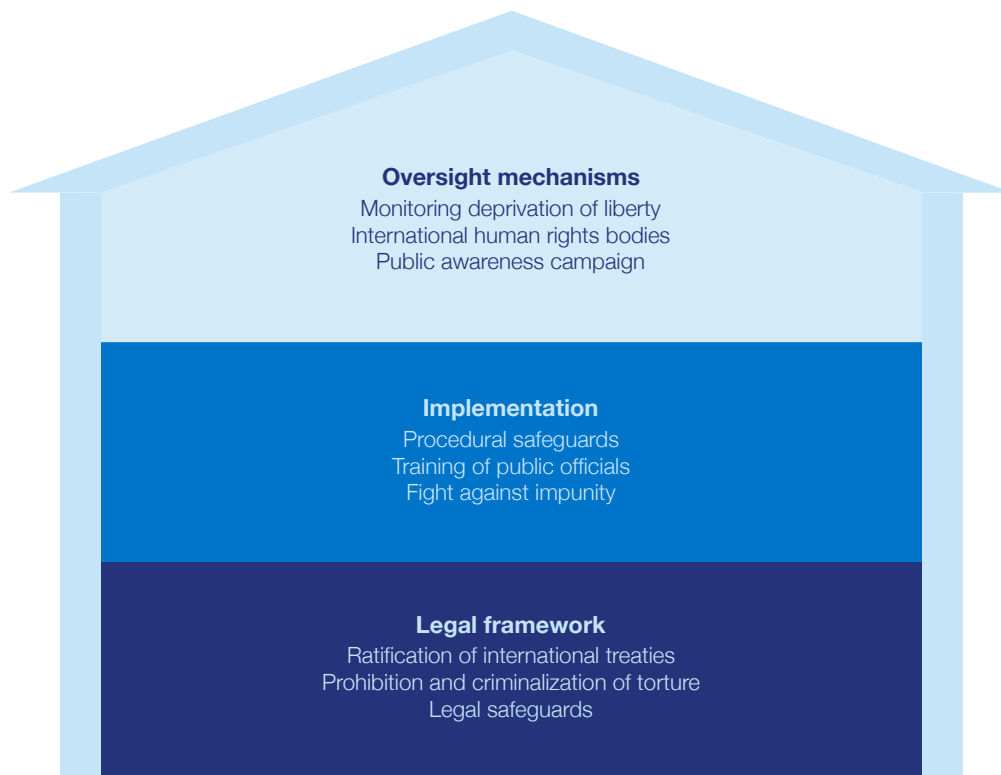 Oversight mechanisms
Monitoring deprivation of liberty
International human rights bodies
Public awareness campaign
Implementation
Procedural safeguards
Training of public officials
Fight against impunity
Legal framework
Ratification of international treaties
Prohibition and criminalization of torture
Legal safeguards